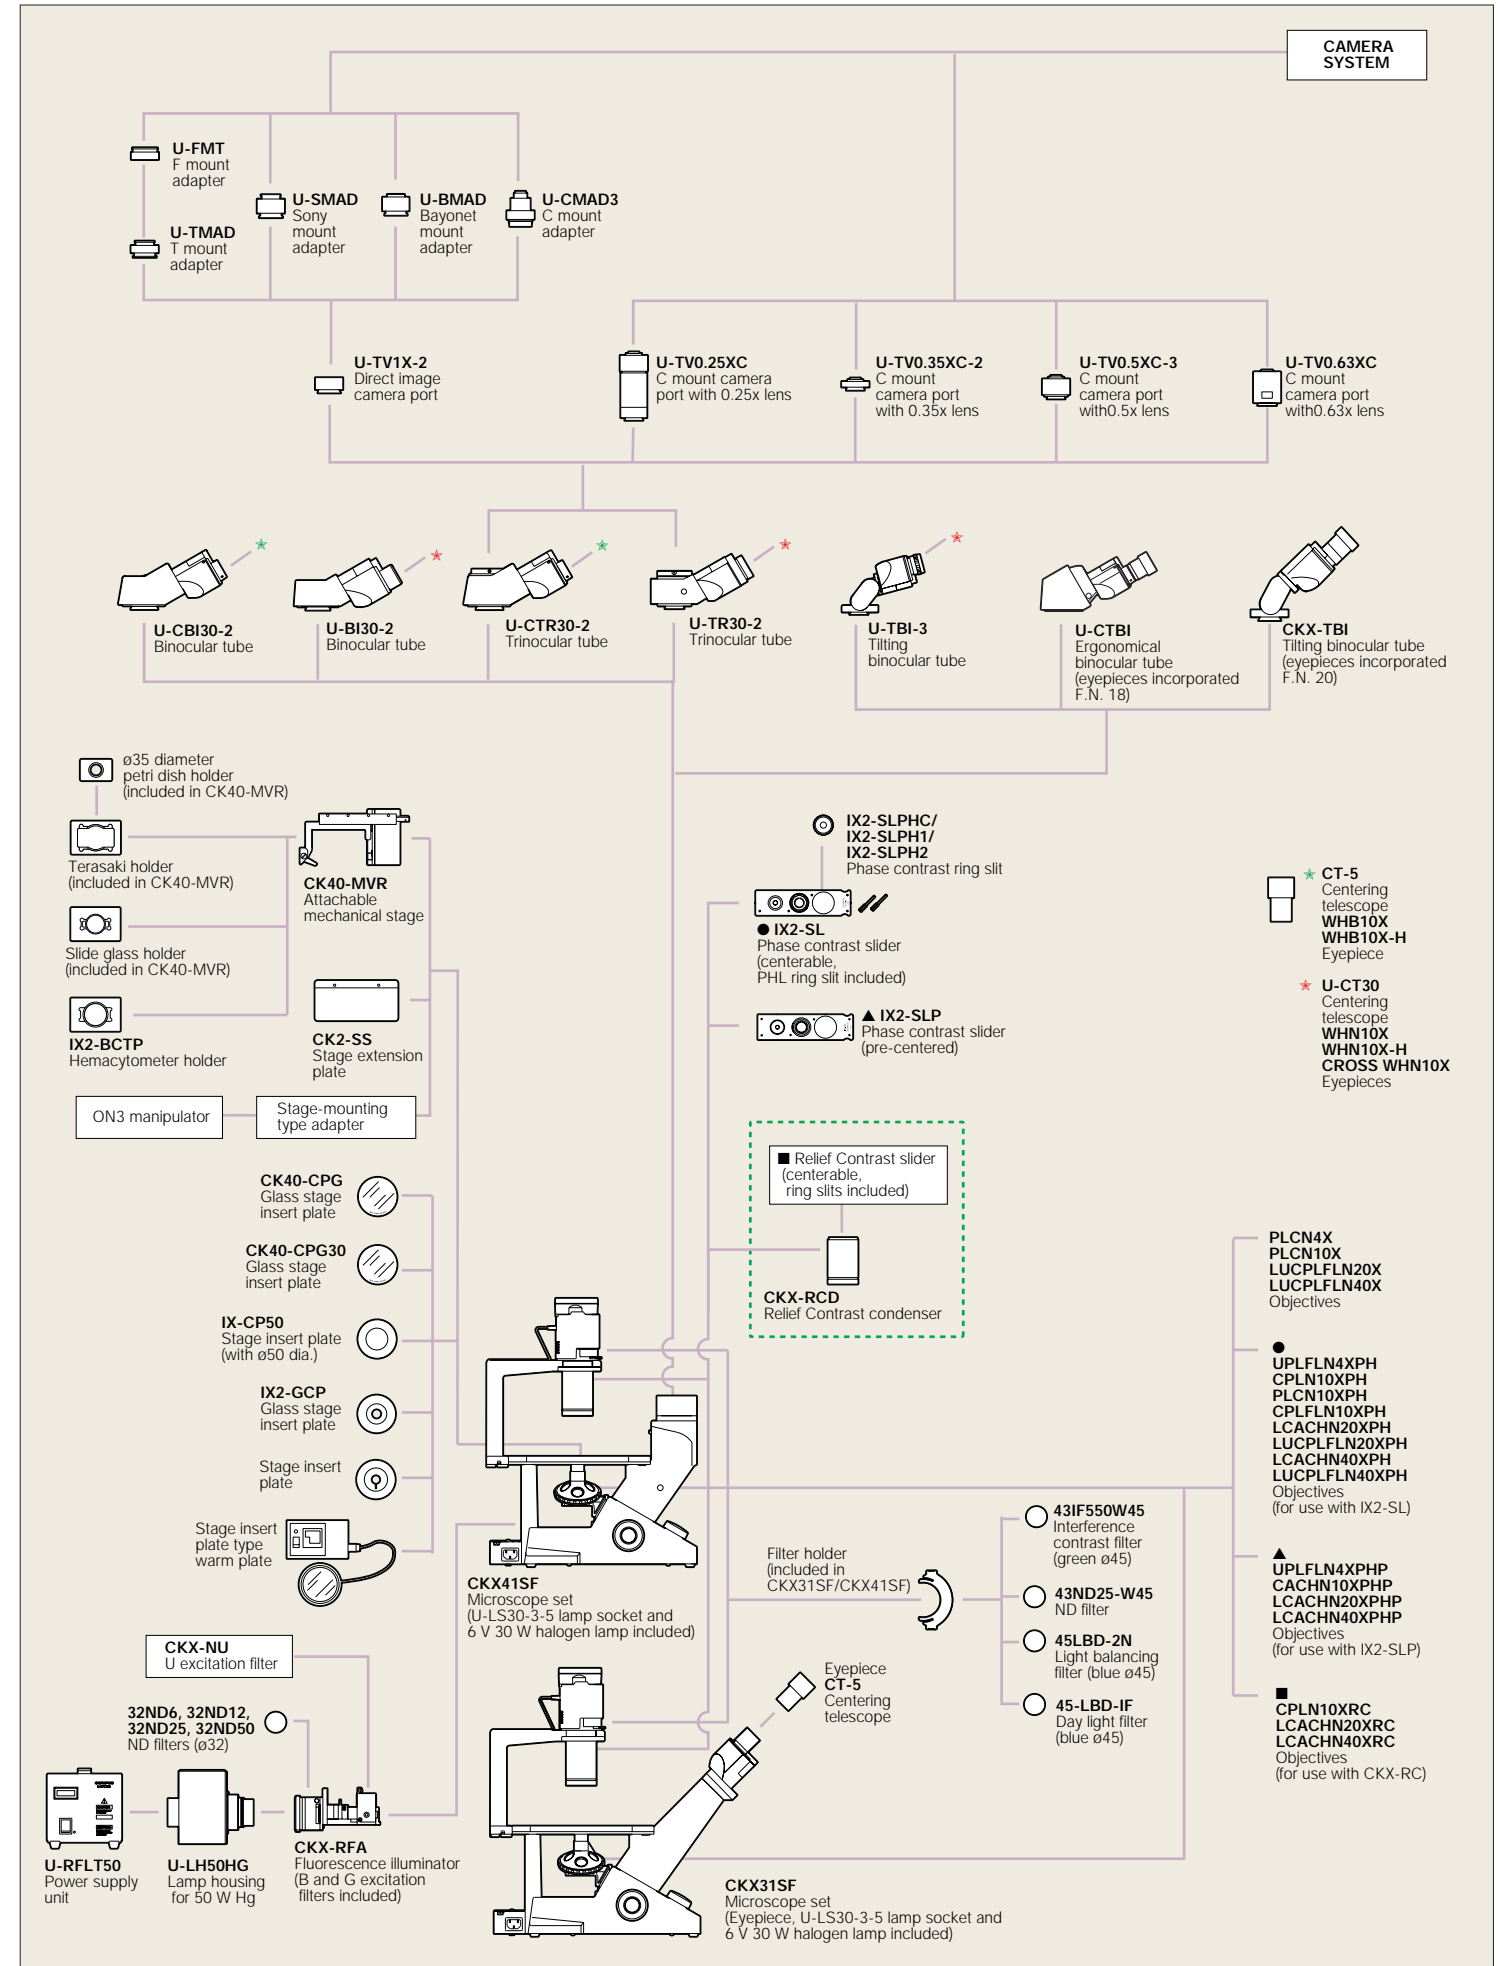 CAMERA
SYSTEM
U-FMT
F mount
adapter
U-TMAD
T mount
adapter
U-SMAD
Sony
mount
adapter
U-BMAD
Bayonet
mount
adapter
U-CMAD3
C mount
adapter
U-TV1X-2
Direct image
camera port
U-TV0.25XC
C mount camera
port with 0.25x lens
U-TV0.35XC-2
C mount
camera port
with 0.35x lens
U-TV0.5XC-3
C mount
camera port
with0.5x lens
U-TV0.63XC
C mount
camera port
with0.63x lens
U-CBI30-2
Binocular tube
U-BI30-2
Binocular tube
U-CTR30-2
Trinocular tube
U-TR30-2
Trinocular tube
U-TBI-3
Tilting
binocular tube
U-CTBI
Ergonomical
binocular tube
(eyepieces incorporated
F.N. 18)
CKX-TBI
Tilting binocular tube
(eyepieces incorporated
F.N. 20)
ø35 diameter
petri dish holder
(included in CK40-MVR)
Terasaki holder
(included in CK40-MVR)
Slide glass holder
(included in CK40-MVR)
IX2-BCTP
Hemacytometer holder
CK40-MVR
Attachable
mechanical stage
CK2-SS
Stage extension
plate
ON3 manipulator
Stage-mounting
type adapter
IX2-SLPHC/
IX2-SLPH1/
IX2-SLPH2
Phase contrast ring slit
● IX2-SL
Phase contrast slider
(centerable,
PHL ring slit included)
▲ IX2-SLP
Phase contrast slider
(pre-centered)
■ Relief Contrast slider
(centerable,
ring slits included)
CKX-RCD
Relief Contrast condenser
CT-5
Centering
telescope
WHB10X
WHB10X-H
Eyepiece
U-CT30
Centering
telescope
WHN10X
WHN10X-H
CROSS WHN10X
Eyepieces
CK40-CPG
Glass stage
insert plate
CK40-CPG30
Glass stage
insert plate
IX-CP50
Stage insert plate
(with ø50 dia.)
IX2-GCP
Glass stage
insert plate
Stage insert
plate
Stage insert
plate type
warm plate
CKX41SF
Microscope set
(U-LS30-3-5 lamp socket and
6 V 30 W halogen lamp included)
PLCN4X
PLCN10X
LUCPLFLN20X
LUCPLFLN40X
Objectives
●
UPLFLN4XPH
CPLN10XPH
PLCN10XPH
CPLFLN10XPH
LCACHN20XPH
LUCPLFLN20XPH
LCACHN40XPH
LUCPLFLN40XPH
Objectives
(for use with IX2-SL)
▲
UPLFLN4XPHP
CACHN10XPHP
LCACHN20XPHP
LCACHN40XPHP
Objectives
(for use with IX2-SLP)
■
CPLN10XRC
LCACHN20XRC
LCACHN40XRC
Objectives
(for use with CKX-RC)
Filter holder
(included in
CKX31SF/CKX41SF)
43IF550W45
Interference
contrast filter
(green ø45)
43ND25-W45
ND filter
45LBD-2N
Light balancing
filter (blue ø45)
45-LBD-IF
Day light filter
(blue ø45)
CKX-NU
U excitation filter
32ND6, 32ND12,
32ND25, 32ND50
ND filters (ø32)
U-RFLT50
Power supply
unit
U-LH50HG
Lamp housing
for 50 W Hg
CKX-RFA
Fluorescence illuminator
(B and G excitation
filters included)
Eyepiece
CT-5
Centering
telescope
CKX31SF
Microscope set
(Eyepiece, U-LS30-3-5 lamp socket and
6 V 30 W halogen lamp included)